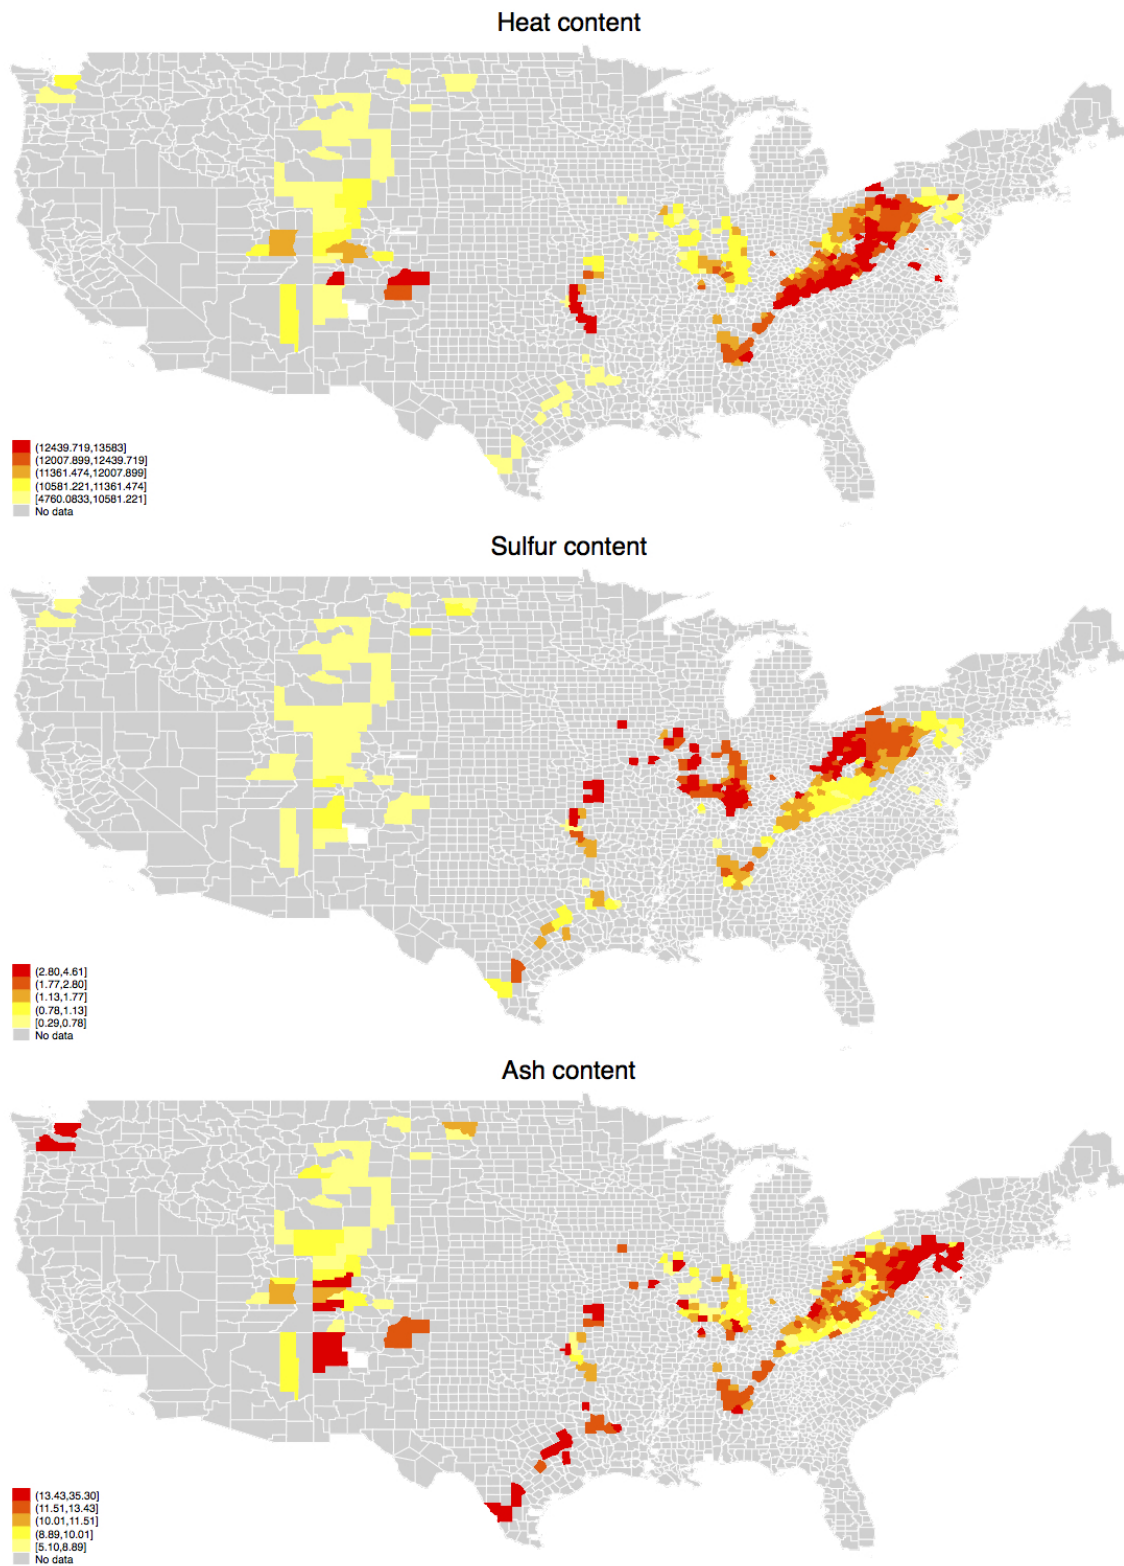 Heat content
(12439.719,13583]
(12007.899,12439.719]
(11361.474,12007.899]
(10581.221,11361.474]
[4760.0833,10581.221]
No data
Sulfur content
(2.80,4.61]
(1.77,2.80]
(1.13,1.77]
(0.78,1.13]
[0.29,0.78]
No data
Ash content
(13.43,35.30]
(11.51,13.43]
(10.01,11.51]
(8.89,10.01]
[5.10,8.89]
No data